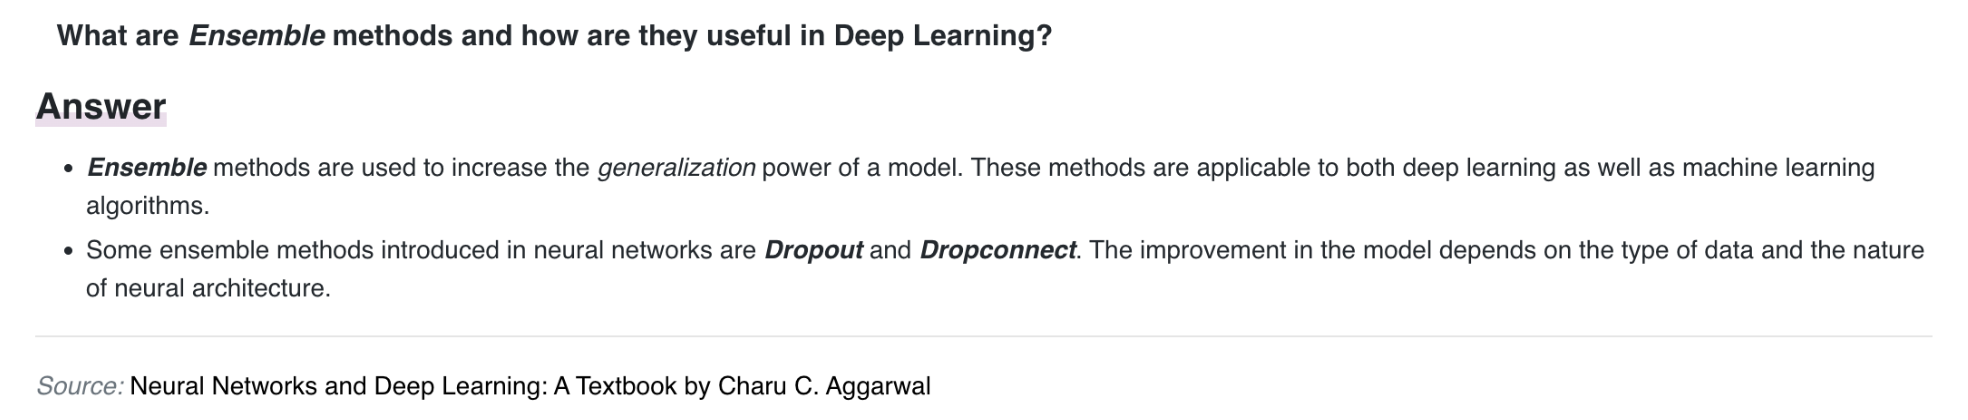 What are Ensemble methods and how are they useful in Deep Learning?
Answer
• Ensemble methods are used to increase the generalization power of a model. These methods are applicable to both deep learning as well as machine learning
algorithms.
• Some ensemble methods introduced in neural networks are Dropout and Dropconnect. The improvement in the model depends on the type of data and the nature
of neural architecture.
Source: Neural Networks and Deep Learning: A Textbook by Charu C. Aggarwal